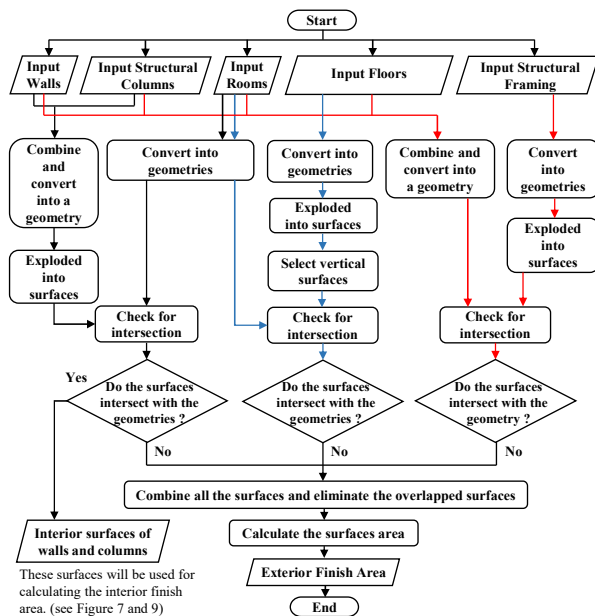 Start
Input
Walls
Input Structural
Columns
Input
Rooms
Input Floors
Input Structural
Framing
Combine
and
convert
into a
geometry
Convert into
geometries
Convert into
geometries
Combine and
convert into
a geometry
Convert
into
geometries
Exploded
into surfaces
Exploded
into
surfaces
Exploded
into
surfaces
Select vertical
surfaces
Check for
intersection
Check for
intersection
Check for
intersection
Yes
Do the surfaces
intersect with the
geometries ?
Do the surfaces
intersect with the
geometries ?
Do the surfaces
intersect with the
geometry ?
No
No
No
Combine all the surfaces and eliminate the overlapped surfaces
Calculate the surfaces area
Interior surfaces of
walls and columns
Exterior Finish Area
These surfaces will be used for
calculating the interior finish
area. (see Figure 7 and 9)
End